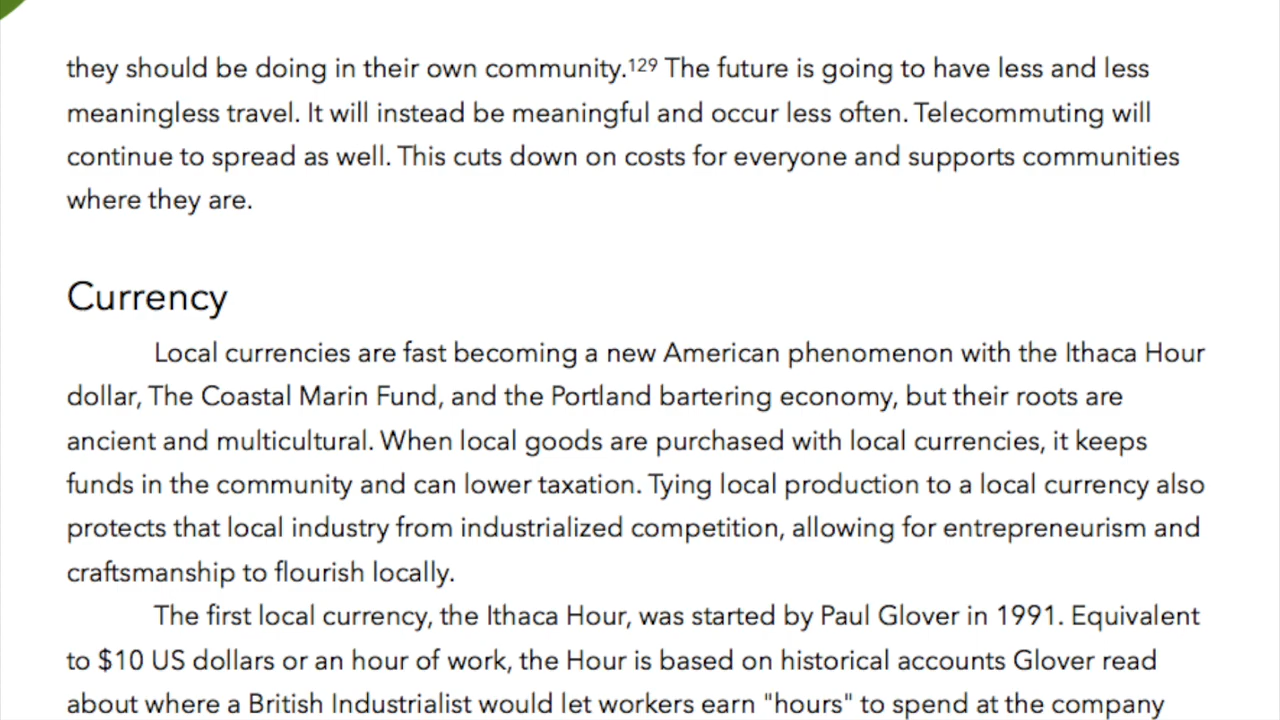 they should be doing in their own community.129 The future is going to have less and less
meaningless travel. It will instead be meaningful and occur less often. Telecommuting will
continue to spread as well. This cuts down on costs for everyone and supports communities
where they are.
Currency
Local currencies are fast becoming a new American phenomenon with the Ithaca Hour
dollar, The Coastal Marin Fund, and the Portland bartering economy, but their roots are
ancient and multicultural. When local goods are purchased with local currencies, it keeps
funds in the community and can lower taxation. Tying local production to a local currency also
protects that local industry from industrialized competition, allowing for entrepreneurism and
craftsmanship to flourish locally.
The first local currency, the Ithaca Hour, was started by Paul Glover in 1991. Equivalent
to $10 US dollars or an hour of work, the Hour is based on historical accounts Glover read
about where a British Industrialist would let workers earn "hours" to spend at the company